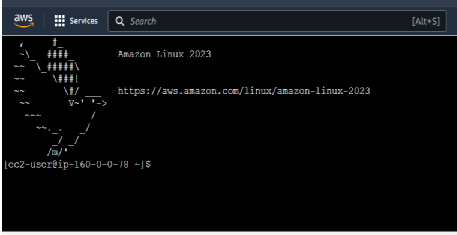 aws Services Search [Alt+S]
Amazon Linux 2023
https://aws.amazon.com/linux/amazon-linux-2023
[ec2-user@ip-160-0-0-78 ~]$